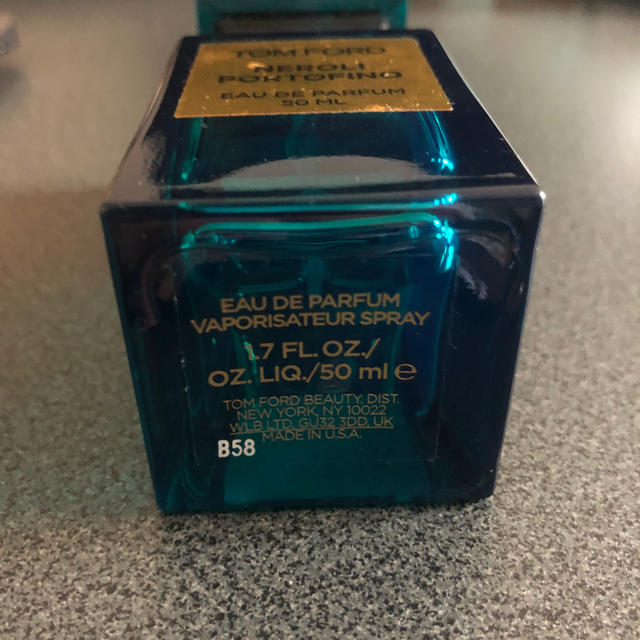 TOM FORD
NEROLI
PORTOFINO
EAU DE PARFUM
50 ML
EAU DE PARFUM
VAPORISATEUR SPRAY
1.7 FL. OZ./
OZ. LIQ./50 ml ℮
TOM FORD BEAUTY, DIST.
NEW YORK, NY 10022
WLB LTD, GU32 3DD, UK
MADE IN U.S.A.
B58